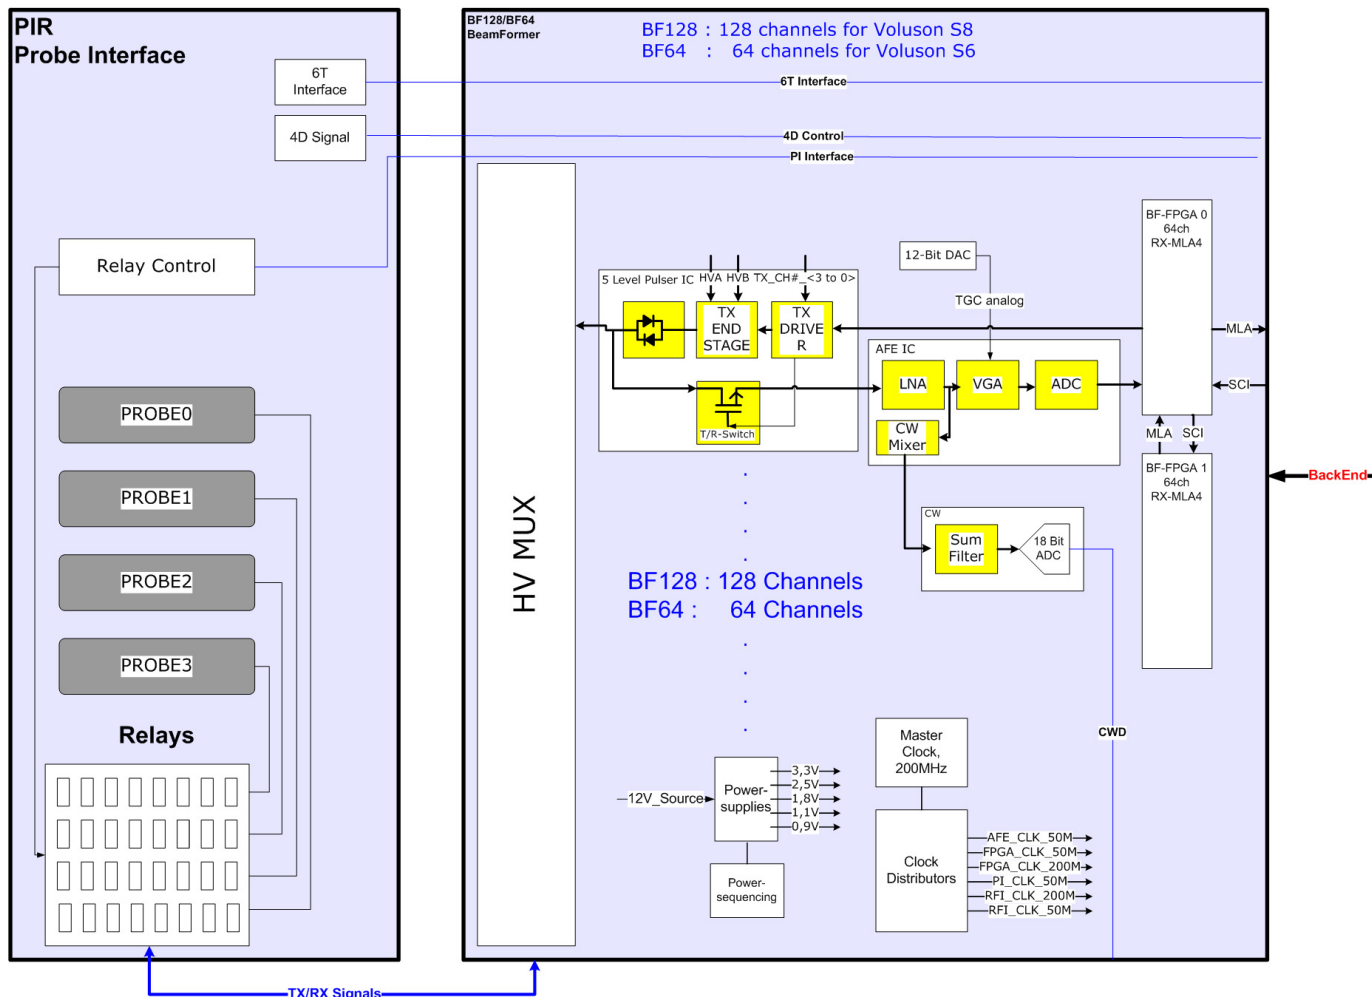 PIR
Probe Interface
6T
Interface
4D Signal
Relay Control
PROBE0
PROBE1
PROBE2
PROBE3
Relays
TX/RX Signals
BF128/BF64
BeamFormer
BF128 : 128 channels for Voluson S8
BF64 : 64 channels for Voluson S6
6T Interface
4D Control
PI Interface
HV MUX
5 Level Pulser IC
HVA
HVB
TX_CH#_<3 to 0>
TX
END
STAGE
TX
DRIVE
R
T/R-Switch
12-Bit DAC
TGC analog
AFE IC
LNA
VGA
ADC
CW
Mixer
CW
Sum
Filter
18 Bit
ADC
BF-FPGA 0
64ch
RX-MLA4
MLA
SCI
MLA
SCI
BF-FPGA 1
64ch
RX-MLA4
BackEnd
BF128 : 128 Channels
BF64 : 64 Channels
CWD
12V_Source
Power-
supplies
3,3V
2,5V
1,8V
1,1V
0,9V
Power-
sequencing
Master
Clock,
200MHz
Clock
Distributors
AFE_CLK_50M
FPGA_CLK_50M
FPGA_CLK_200M
PI_CLK_50M
RFI_CLK_200M
RFI_CLK_50M